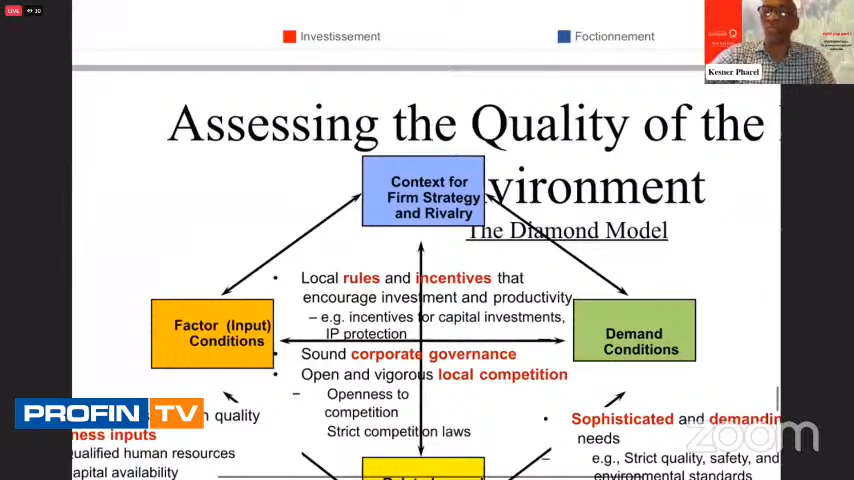 LIVE 30
Investissement
Foctionnement
Kesner Pharel
Assessing the Quality of the
vironment
The Diamond Model
Context for
Firm Strategy
and Rivalry
• Local rules and incentives that
encourage investment and productivity
– e.g. incentives for capital investments,
IP protection
• Sound corporate governance
• Open and vigorous local competition
– Openness to
competition
Strict competition laws
Factor (Input)
Conditions
Demand
Conditions
PROFIN TV
quality
ness inputs
ualified human resources
apital availability
• Sophisticated and demandin
needs
– e.g., Strict quality, safety, and
environmental standards
zoom